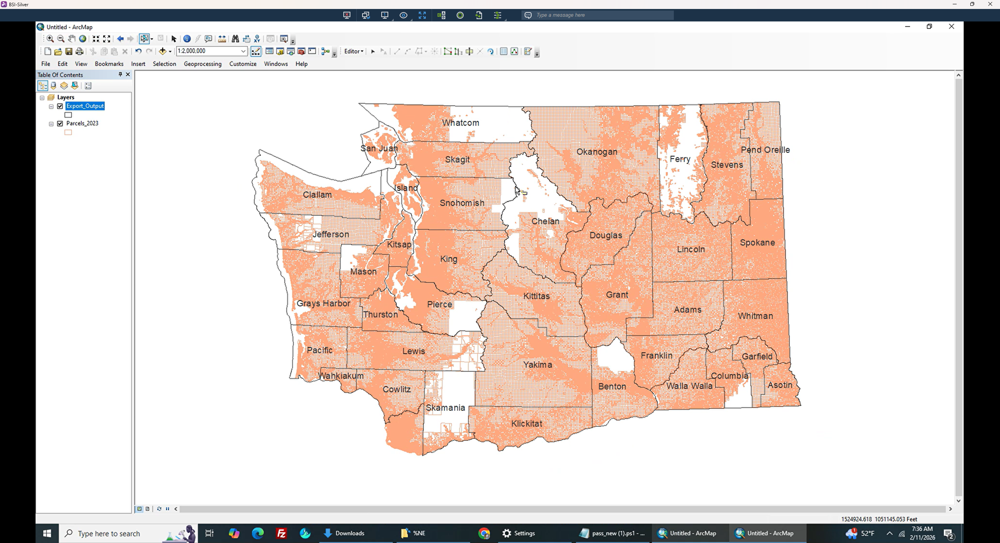 BSI-Silver
Type a message here
Untitled - ArcMap
1:2,000,000
Editor
File Edit View Bookmarks Insert Selection Geoprocessing Customize Windows Help
Table Of Contents
Layers
Export_Output
Parcels_2023
Whatcom
San Juan
Skagit
Okanogan
Ferry
Stevens
Pend Oreille
Clallam
Island
Snohomish
Chelan
Jefferson
Kitsap
Douglas
Lincoln
Spokane
King
Mason
Grays Harbor
Thurston
Pierce
Kittitas
Grant
Adams
Whitman
Pacific
Lewis
Yakima
Franklin
Garfield
Wahkiakum
Cowlitz
Benton
Walla Walla
Columbia
Asotin
Skamania
Klickitat
1524924.618 1051145.053 Feet
Type here to search
Downloads
%NE
Settings
pass_new (1).ps1 - ...
Untitled - ArcMap
Untitled - ArcMap
1
52°F
7:36 AM
2/11/2026
2